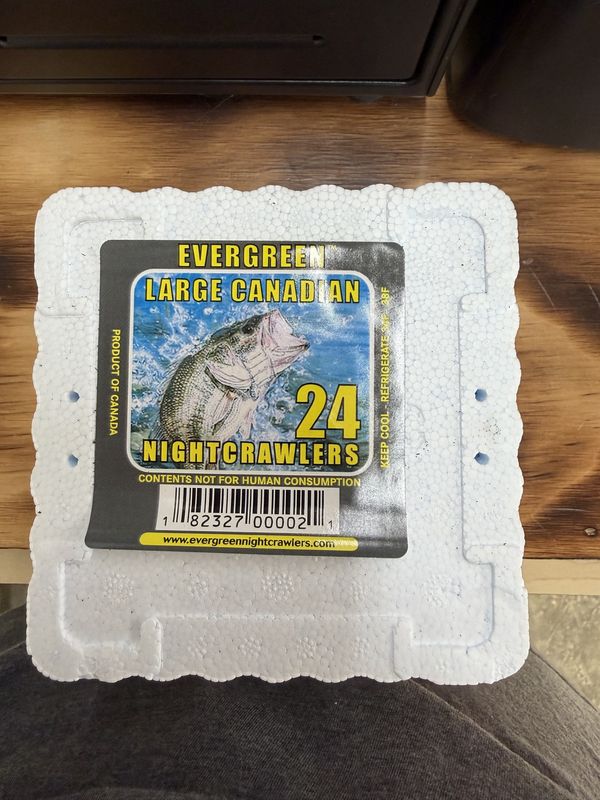 EVERGREEN
LARGE CANADIAN
24
NIGHTCRAWLERS
PRODUCT OF CANADA
KEEP COOL - REFRIGERATE 38F
CONTENTS NOT FOR HUMAN CONSUMPTION
1 82327 00002 1
www.evergreennightcrawlers.com